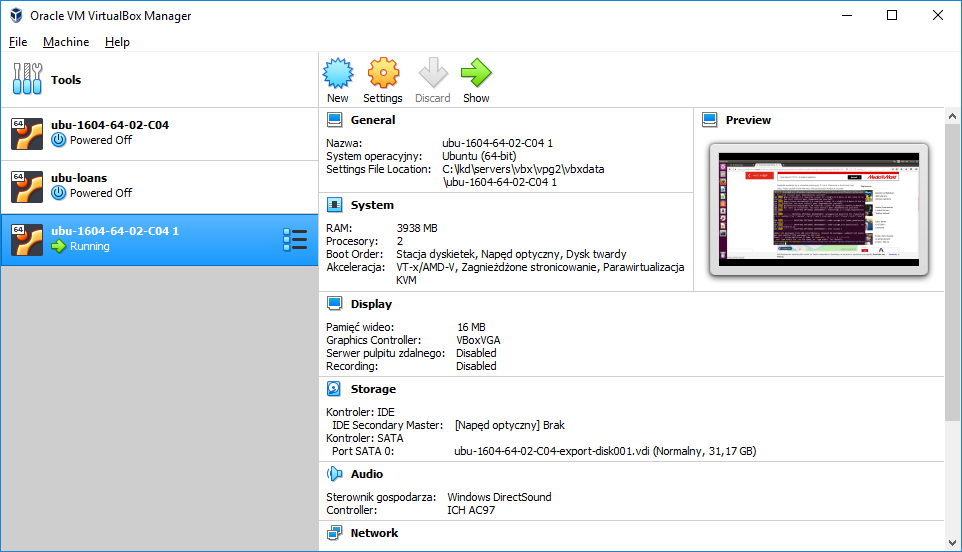 Oracle VM VirtualBox Manager
File Machine Help
Tools
New Settings Discard Show
64
ubu-1604-64-02-C04
Powered Off
ubu-loans
Powered Off
64
ubu-1604-64-02-C04 1
Running
General
Nazwa: ubu-1604-64-02-C04 1
System operacyjny: Ubuntu (64-bit)
Settings File Location: C:\lkd\servers\vbx\vpg2\vbxdata
\ubu-1604-64-02-C04 1
Preview
System
RAM: 3938 MB
Procesory: 2
Boot Order: Stacja dyskietek, Napęd optyczny, Dysk twardy
Akceleracja: VT-x/AMD-V, Zagnieżdżone stronicowanie, Parawirtualizacja
KVM
Display
Pamięć wideo: 16 MB
Graphics Controller: VBoxVGA
Serwer pulpitu zdalnego: Disabled
Recording: Disabled
Storage
Kontroler: IDE
IDE Secondary Master: [Napęd optyczny] Brak
Kontroler: SATA
Port SATA 0: ubu-1604-64-02-C04-export-disk001.vdi (Normalny, 31,17 GB)
Audio
Sterownik gospodarza: Windows DirectSound
Controller: ICH AC97
Network